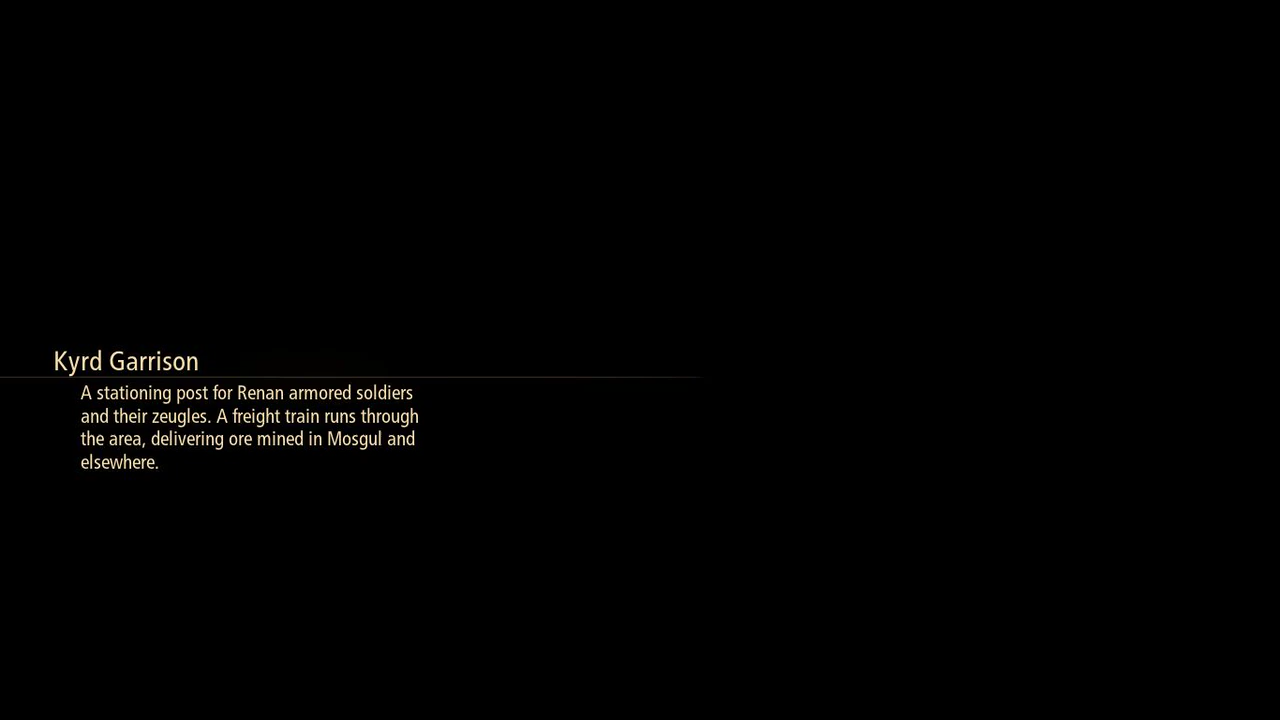 Kyrd Garrison
A stationing post for Renan armored soldiers
and their zeugles. A freight train runs through
the area, delivering ore mined in Mosgul and
elsewhere.